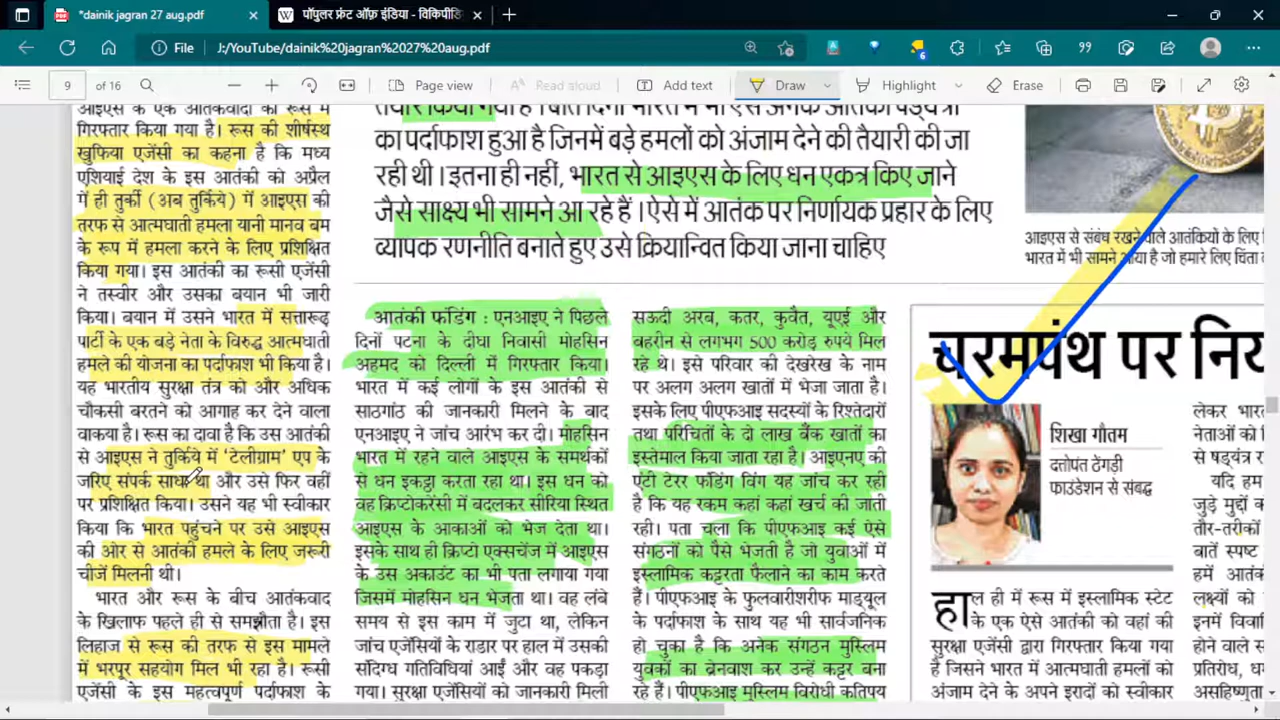 *dainik jagran 27 aug.pdf
पॉपुलर फ्रंट ऑफ़ इंडिया - विकिपीडि
File
J:/YouTube/dainik%20jagran%2027%20aug.pdf
6
9 of 16
Page view
Read aloud
Add text
Draw
Highlight
Erase
आइएस के एक आतंकवादी को रूस में
गिरफ्तार किया गया है। रूस की शीर्षस्थ
खुफिया एजेंसी का कहना है कि मध्य
एशियाई देश के इस आतंकी को अप्रैल
में ही तुर्की (अब तुर्किये) में आइएस की
तरफ से आत्मघाती हमला यानी मानव बम
के रूप में हमला करने के लिए प्रशिक्षित
किया गया। इस आतंकी का रूसी एजेंसी
ने तस्वीर और उसका बयान भी जारी
किया। बयान में उसने भारत में सत्तारूढ़
पार्टी के एक बड़े नेता के विरुद्ध आत्मघाती
हमले की योजना का पर्दाफाश भी किया है।
यह भारतीय सुरक्षा तंत्र को और अधिक
चौकसी बरतने को आगाह कर देने वाला
वाकया है। रूस का दावा है कि उस आतंकी
से आइएस ने तुर्किये में 'टेलीग्राम' एप के
जरिए संपर्क साधा था और उसे फिर वहीं
पर प्रशिक्षित किया। उसने यह भी स्वीकार
किया कि भारत पहुंचने पर उसे आइएस
की ओर से आतंकी हमले के लिए जरूरी
चीजें मिलनी थी।
भारत और रूस के बीच आतंकवाद
के खिलाफ पहले ही से समझौता है। इस
लिहाज से रूस की तरफ से इस मामले
में भरपूर सहयोग मिल भी रहा है। रूसी
एजेंसी के इस महत्वपूर्ण पर्दाफाश के
तैयार किया गया है। बीते दिनों भारत में भी ऐसे अनेक आतंकी षड्यंत्रों
का पर्दाफाश हुआ है जिनमें बड़े हमलों को अंजाम देने की तैयारी की जा
रही थी। इतना ही नहीं, भारत से आइएस के लिए धन एकत्र किए जाने
जैसे साक्ष्य भी सामने आ रहे हैं। ऐसे में आतंक पर निर्णायक प्रहार के लिए
व्यापक रणनीति बनाते हुए उसे क्रियान्वित किया जाना चाहिए
आतंकी फंडिंग : एनआइए ने पिछले
दिनों पटना के दीघा निवासी मोहसिन
अहमद को दिल्ली में गिरफ्तार किया।
भारत में कई लोगों के इस आतंकी से
साठगांठ की जानकारी मिलने के बाद
एनआइए ने जांच आरंभ कर दी। मोहसिन
भारत में रहने वाले आइएस के समर्थकों
से धन इकट्ठा करता रहा था। इस धन को
वह क्रिप्टोकरेंसी में बदलकर सीरिया स्थित
आइएस के आकाओं को भेज देता था।
इसके साथ ही क्रिप्टो एक्सचेंज में आइएस
के उस अकाउंट का भी पता लगाया गया
जिसमें मोहसिन धन भेजता था। वह लंबे
समय से इस काम में जुटा था, लेकिन
जांच एजेंसियों के राडार पर हाल में उसकी
संदिग्ध गतिविधियां आईं और वह पकड़ा
गया। सुरक्षा एजेंसियों को जानकारी मिली
सऊदी अरब, कतर, कुवैत, यूएई और
बहरीन से लगभग 500 करोड़ रुपये मिल
रहे थे। इसे परिवार की देखरेख के नाम
पर अलग अलग खातों में भेजा जाता है।
इसके लिए पीएफआइ सदस्यों के रिश्तेदारों
तथा परिचितों के दो लाख बैंक खातों का
इस्तेमाल किया जाता रहा है। आइएनए की
एंटी टेरर फंडिंग विंग यह जांच कर रही
है कि यह रकम कहां कहां खर्च की जाती
रही। पता चला कि पीएफआइ कई ऐसे
संगठनों को पैसे भेजती है जो युवाओं में
इस्लामिक कट्टरता फैलाने का काम करते
हैं। पीएफआइ के फुलवारीशरीफ माड्यूल
के पर्दाफाश के साथ यह भी सार्वजनिक
हो चुका है कि अनेक संगठन मुस्लिम
युवकों का ब्रेनवाश कर उन्हें कट्टर बना
रहे हैं। पीएफआइ मुस्लिम विरोधी कतिपय
आइएस से संबंध रखने वाले आतंकियों के लिए
भारत में भी सामने आया है जो हमारे लिए चिंता
चरमपंथ पर निय
शिखा गौतम
दत्तोपंत ठेंगड़ी
फाउंडेशन से संबद्ध
हाल ही में रूस में इस्लामिक स्टेट
के एक ऐसे आतंकी को वहां की
सुरक्षा एजेंसी द्वारा गिरफ्तार किया गया
है जिसने भारत में आत्मघाती हमलों को
अंजाम देने के अपने इरादों को स्वीकार
लेकर भार
नेताओं को
से षड्यंत्र
यदि हम
जुड़े मुद्दों
तौर-तरीकों
बातें स्पष्ट
हमें आतंक
लक्ष्यों को
इनमें विवा
होने वाले
प्रतिरोध,
असहिष्णुता